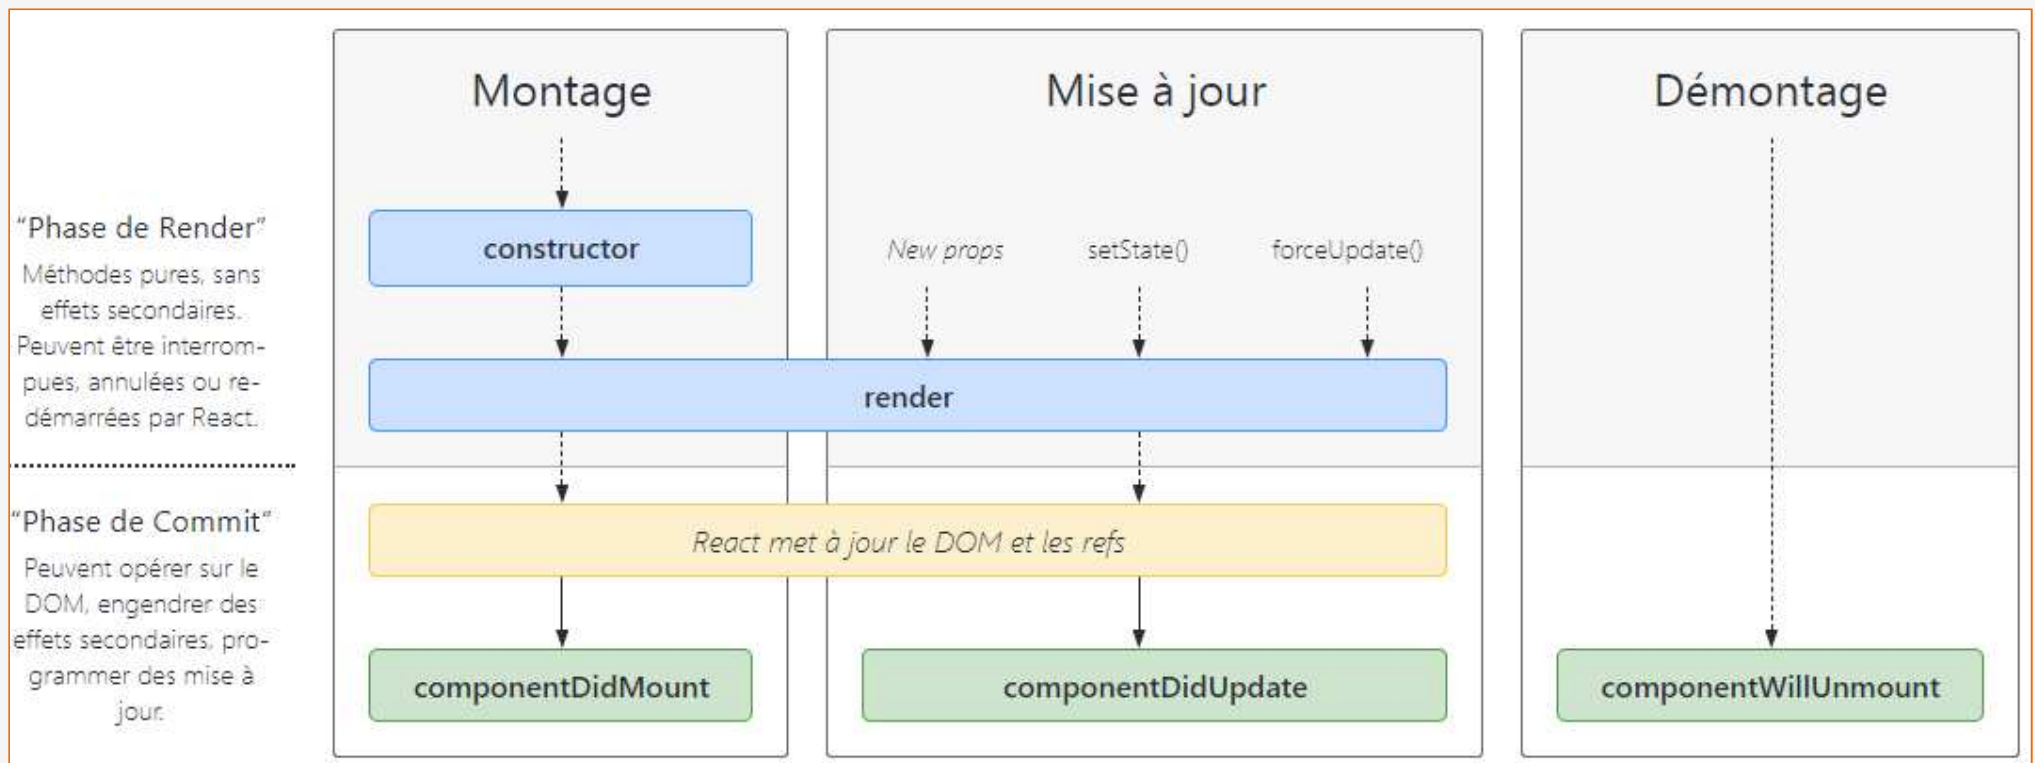 Montage
Mise à jour
Démontage
“Phase de Render”
Méthodes pures, sans
effets secondaires.
Peuvent être interrom-
pues, annulées ou re-
démarrées par React.
constructor
New props
setState()
forceUpdate()
render
“Phase de Commit”
Peuvent opérer sur le
DOM, engendrer des
effets secondaires, pro-
grammer des mise à
jour.
React met à jour le DOM et les refs
componentDidMount
componentDidUpdate
componentWillUnmount